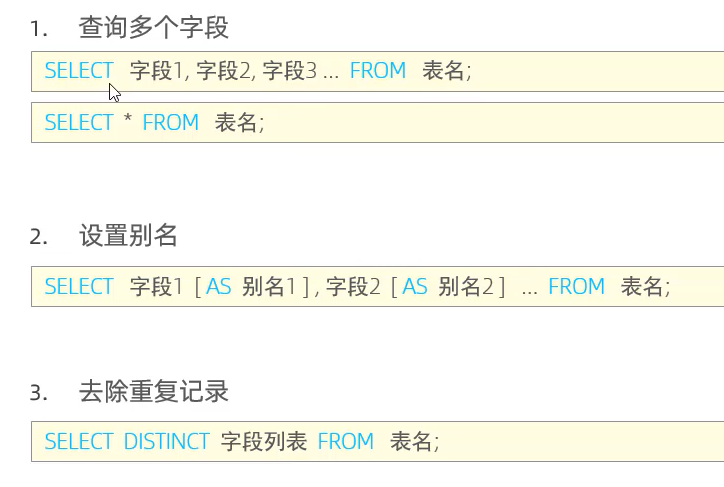 1. 查询多个字段
SELECT 字段1, 字段2, 字段3 ... FROM 表名;
SELECT * FROM 表名;
2. 设置别名
SELECT 字段1 [ AS 别名1 ] , 字段2 [ AS 别名2 ] ... FROM 表名;
3. 去除重复记录
SELECT DISTINCT 字段列表 FROM 表名;